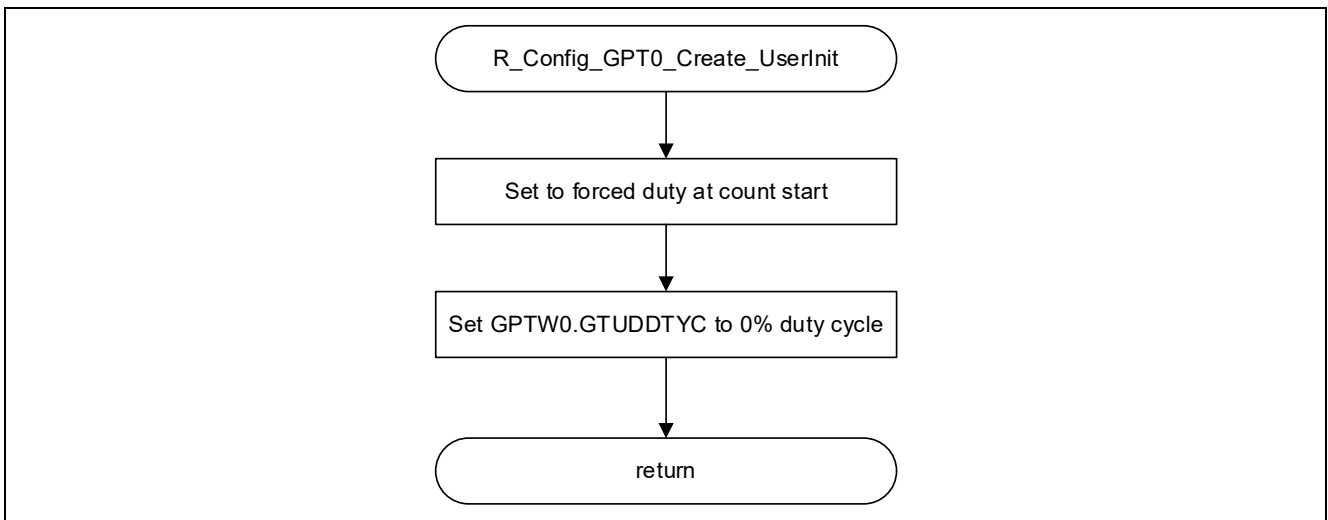 R_Config_GPT0_Create_UserInit
Set to forced duty at count start
Set GPTW0.GTUDDTYC to 0% duty cycle
return